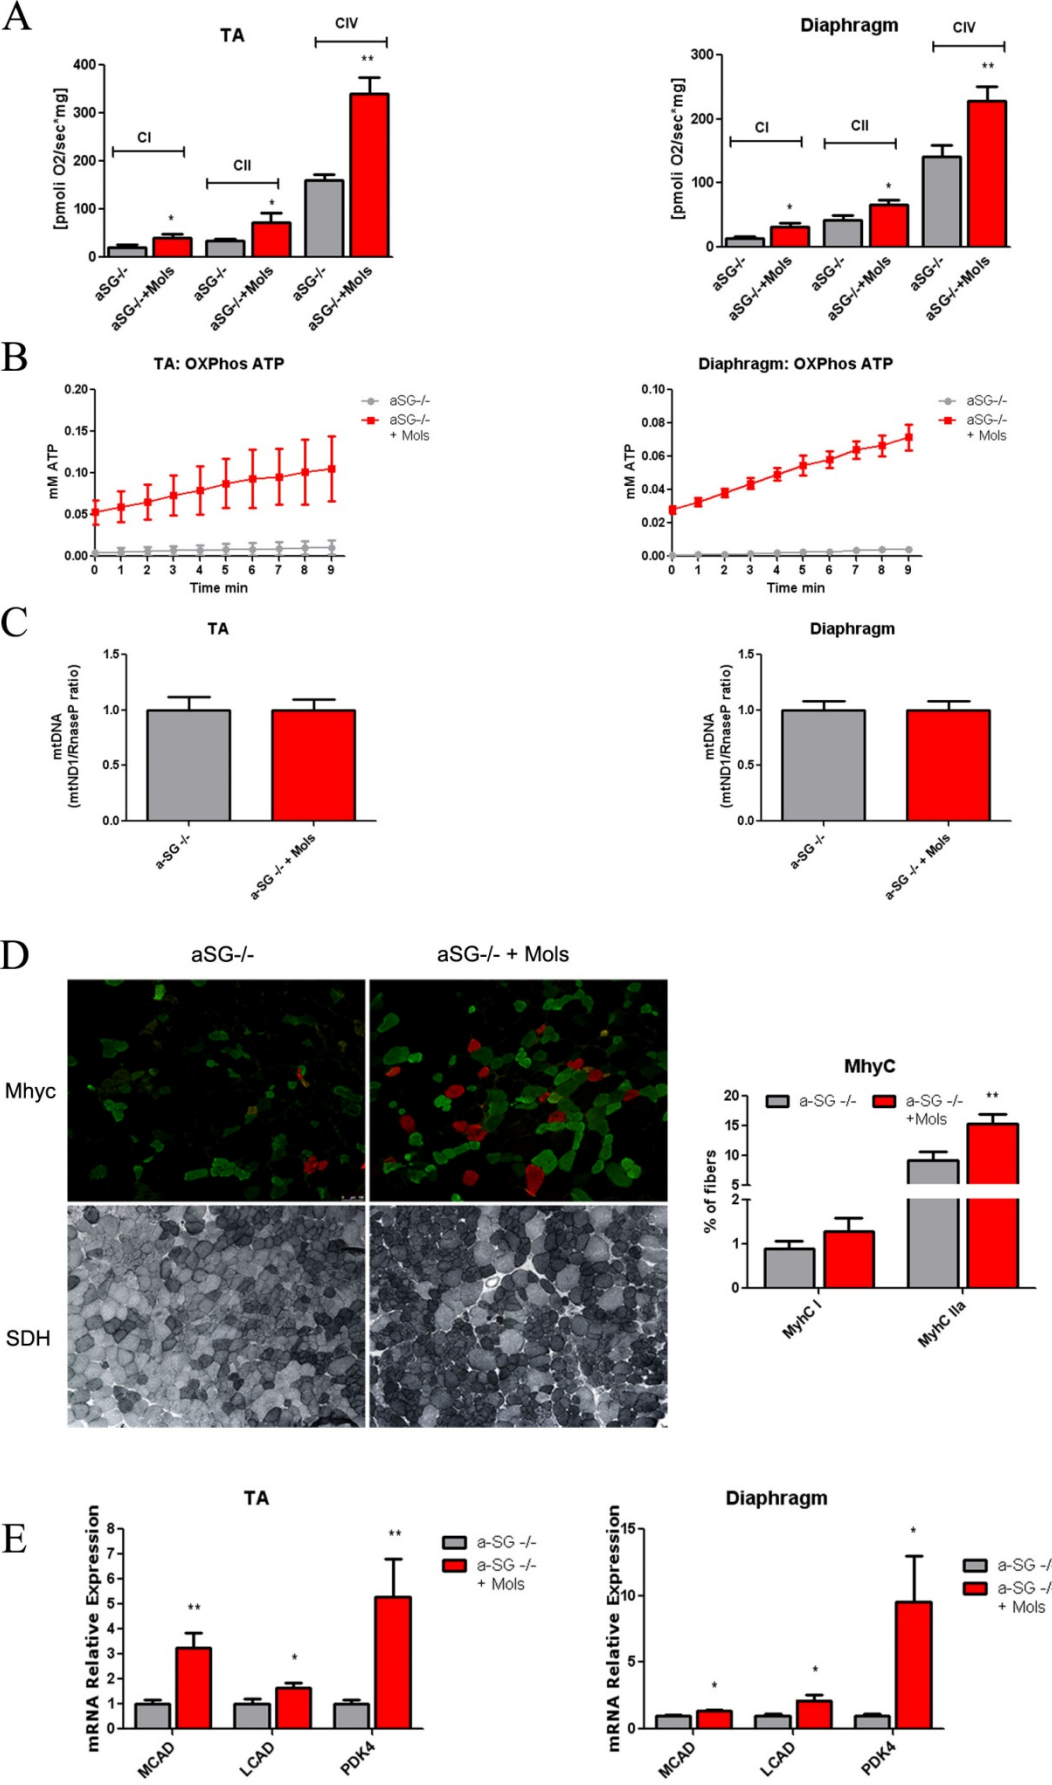 A
TA
CIV
**
400
300
200
100
0
[pmoli O2/sec*mg]
CI
*
CII
*
aSG-/-
aSG-/-+Mols
aSG-/-
aSG-/-+Mols
aSG-/-
aSG-/-+Mols
Diaphragm
CIV
**
300
200
100
0
[pmoli O2/sec*mg]
CI
*
CII
*
aSG-/-
aSG-/-+Mols
aSG-/-
aSG-/-+Mols
aSG-/-
aSG-/-+Mols
B
TA: OXPhos ATP
0.20
0.15
0.10
0.05
0.00
mM ATP
0 1 2 3 4 5 6 7 8 9
Time min
aSG-/-
aSG-/-
+ Mols
Diaphragm: OXPhos ATP
0.10
0.08
0.06
0.04
0.02
0.00
mM ATP
0 1 2 3 4 5 6 7 8 9
Time min
aSG-/-
aSG-/-
+ Mols
C
TA
1.5
1.0
0.5
0.0
mtDNA
(mtND1/RnaseP ratio)
a-SG -/-
a-SG -/- + Mols
Diaphragm
1.5
1.0
0.5
0.0
mtDNA
(mtND1/RnaseP ratio)
a-SG -/-
a-SG -/- + Mols
D
aSG-/-
aSG-/- + Mols
Mhyc
SDH
MhyC
20
15
10
5
2
1
0
% of fibers
a-SG -/-
a-SG -/-
+Mols
**
MyhC I
MyhC IIa
E
TA
8
7
6
5
4
3
2
1
0
mRNA Relative Expression
**
*
**
MCAD
LCAD
PDK4
a-SG -/-
a-SG -/-
+ Mols
Diaphragm
15
10
5
0
mRNA Relative Expression
*
*
*
MCAD
LCAD
PDK4
a-SG -/
a-SG -/
+ Mols